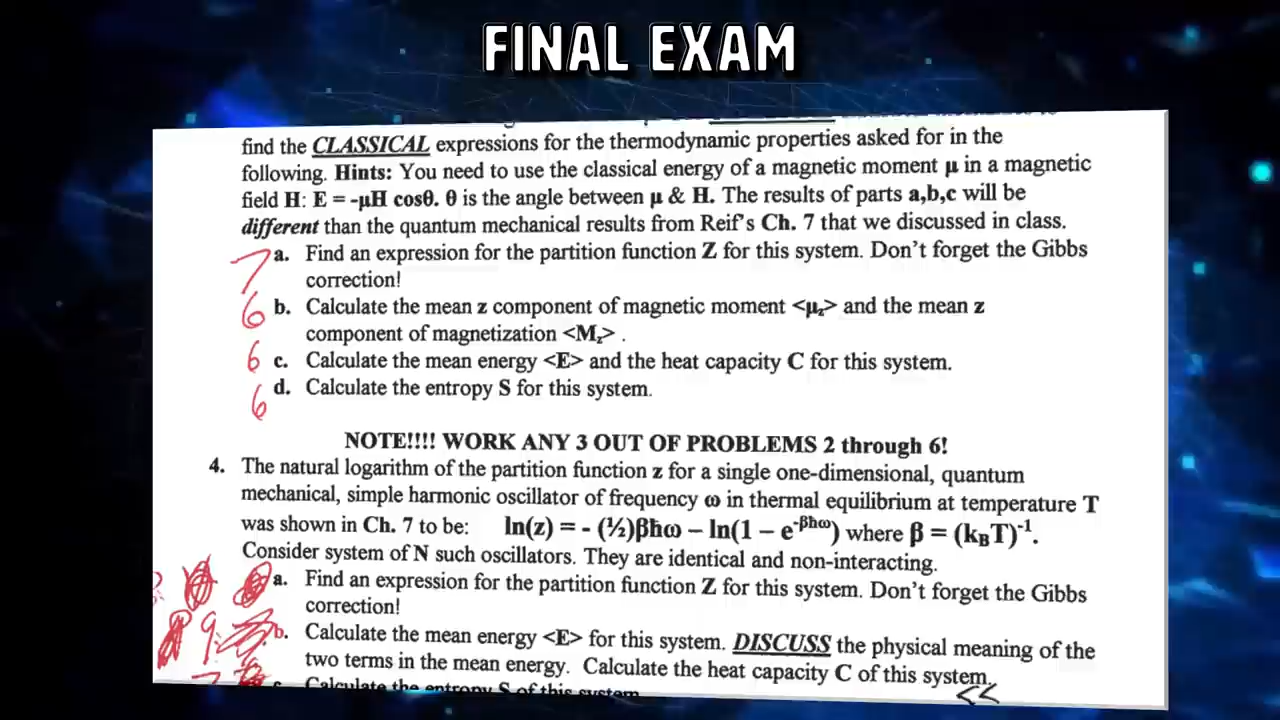 FINAL EXAM
find the CLASSICAL expressions for the thermodynamic properties asked for in the
following. Hints: You need to use the classical energy of a magnetic moment μ in a magnetic
field H: E = -μH cosθ. θ is the angle between μ & H. The results of parts a,b,c will be
different than the quantum mechanical results from Reif's Ch. 7 that we discussed in class.
7 a. Find an expression for the partition function Z for this system. Don't forget the Gibbs
correction!
6 b. Calculate the mean z component of magnetic moment <μz> and the mean z
component of magnetization <Mz> .
6 c. Calculate the mean energy <E> and the heat capacity C for this system.
6 d. Calculate the entropy S for this system.
NOTE!!!! WORK ANY 3 OUT OF PROBLEMS 2 through 6!
4. The natural logarithm of the partition function z for a single one-dimensional, quantum
mechanical, simple harmonic oscillator of frequency ω in thermal equilibrium at temperature T
was shown in Ch. 7 to be: ln(z) = - (½)βħω – ln(1 – e^-βħω) where β = (kBT)^-1.
Consider system of N such oscillators. They are identical and non-interacting.
a. Find an expression for the partition function Z for this system. Don't forget the Gibbs
correction!
9 b. Calculate the mean energy <E> for this system. DISCUSS the physical meaning of the
two terms in the mean energy. Calculate the heat capacity C of this system.
c. Calculate the entropy S of this system
<<